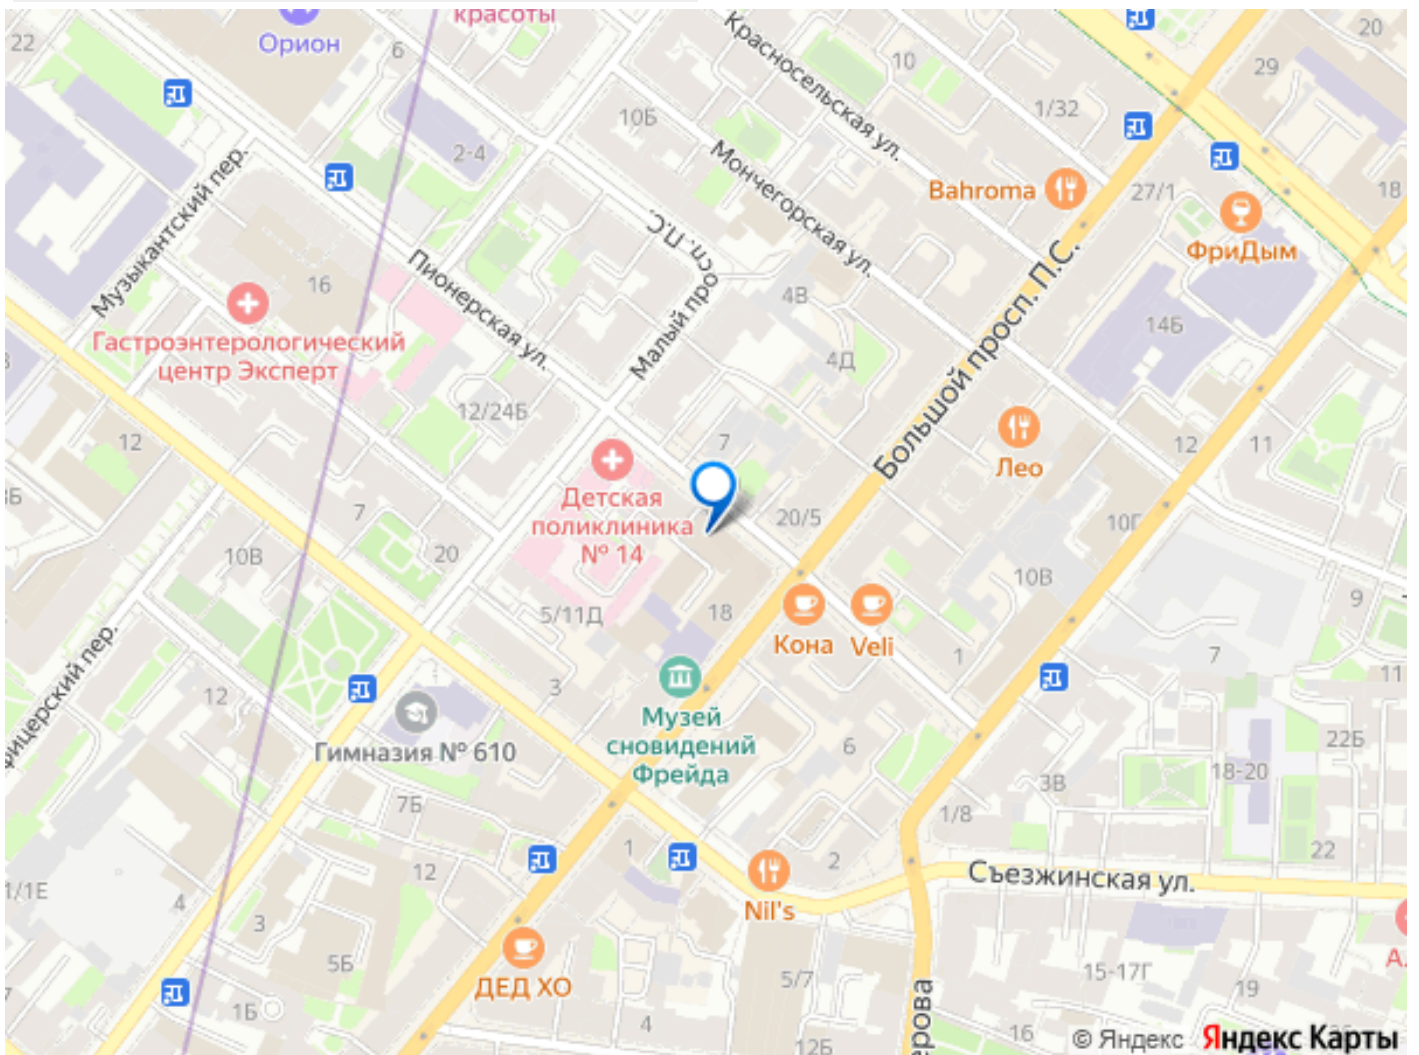 красоты
Орион
22
6
10
20
29
Красносельская ул.
1/32
10Б
2-4
Музыкантский пер.
Мончегорская ул.
Bahroma
27/1
18
ФриДым
Малый просп. П.С.
Пионерская ул.
16
4В
14Б
Гастроэнтерологический
центр Эксперт
4Д
Большой просп. П.С.
12/24Б
12
7
Лео
12
11
Детская
поликлиника
№ 14
20/5
10Г
7
20
10В
10В
5/11Д
18
Кона
Veli
1
9
7
11
12
3
Музей
сновидений
Фрейда
Гимназия № 610
6
22Б
18-20
3В
7Б
1/8
1
2
22
12
Съезжинская ул.
Nil's
1/1Е
4
3
5Б
ДЕД ХО
5/7
15-17Г
19
1Б
4
16
12Б
© Яндекс Яндекс Карты